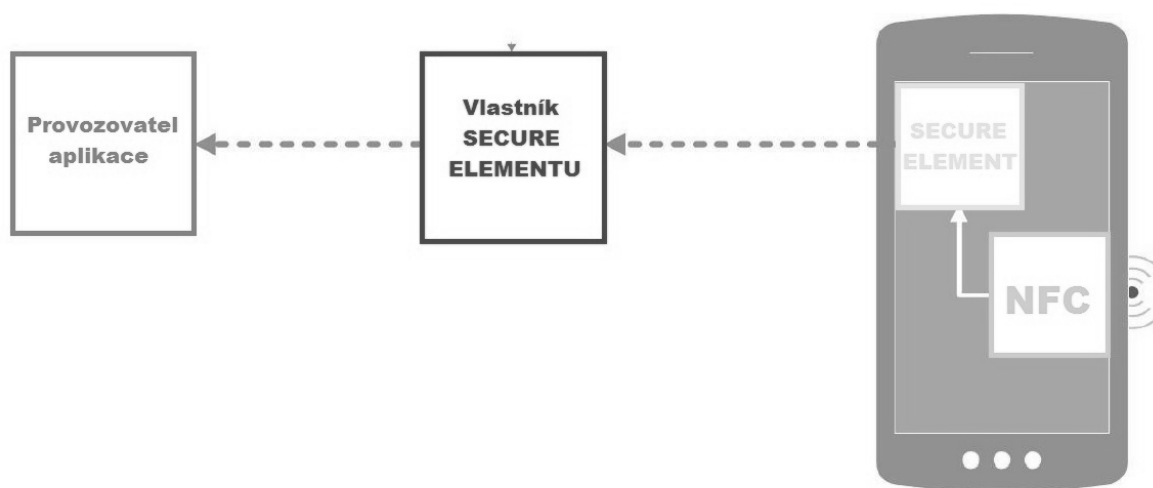 Provozovatel
aplikace
Vlastník
SECURE
ELEMENTU
SECURE
ELEMENT
NFC